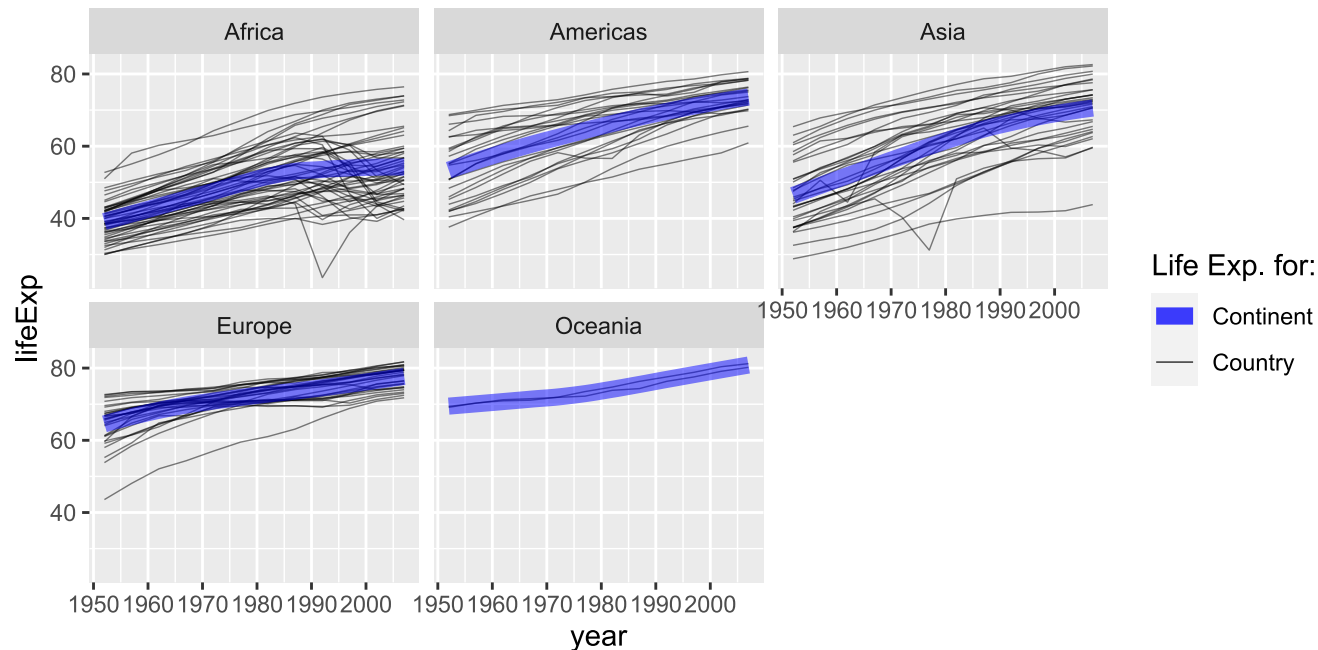 Africa
Americas
Asia
80
60
40
lifeExp
1950 1960 1970 1980 1990 2000
Life Exp. for:
Continent
Country
Europe
Oceania
80
60
40
1950 1960 1970 1980 1990 2000
1950 1960 1970 1980 1990 2000
year